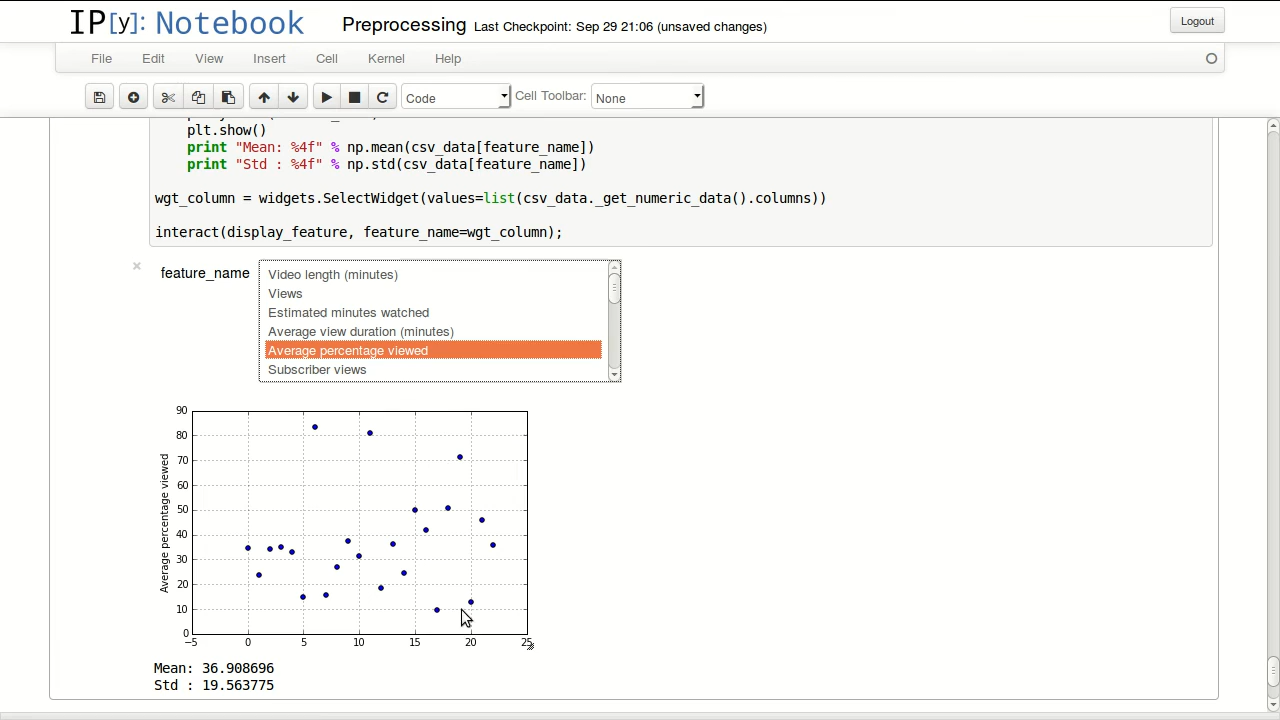 IP[y]: Notebook Preprocessing Last Checkpoint: Sep 29 21:06 (unsaved changes) Logout
File Edit View Insert Cell Kernel Help
Code Cell Toolbar: None
plt.show()
print "Mean: %4f" % np.mean(csv_data[feature_name])
print "Std : %4f" % np.std(csv_data[feature_name])
wgt_column = widgets.SelectWidget(values=list(csv_data._get_numeric_data().columns))
interact(display_feature, feature_name=wgt_column);
× feature_name
Video length (minutes)
Views
Estimated minutes watched
Average view duration (minutes)
Average percentage viewed
Subscriber views
Average percentage viewed
90
80
70
60
50
40
30
20
10
0
−5 0 5 10 15 20 25
Mean: 36.908696
Std : 19.563775